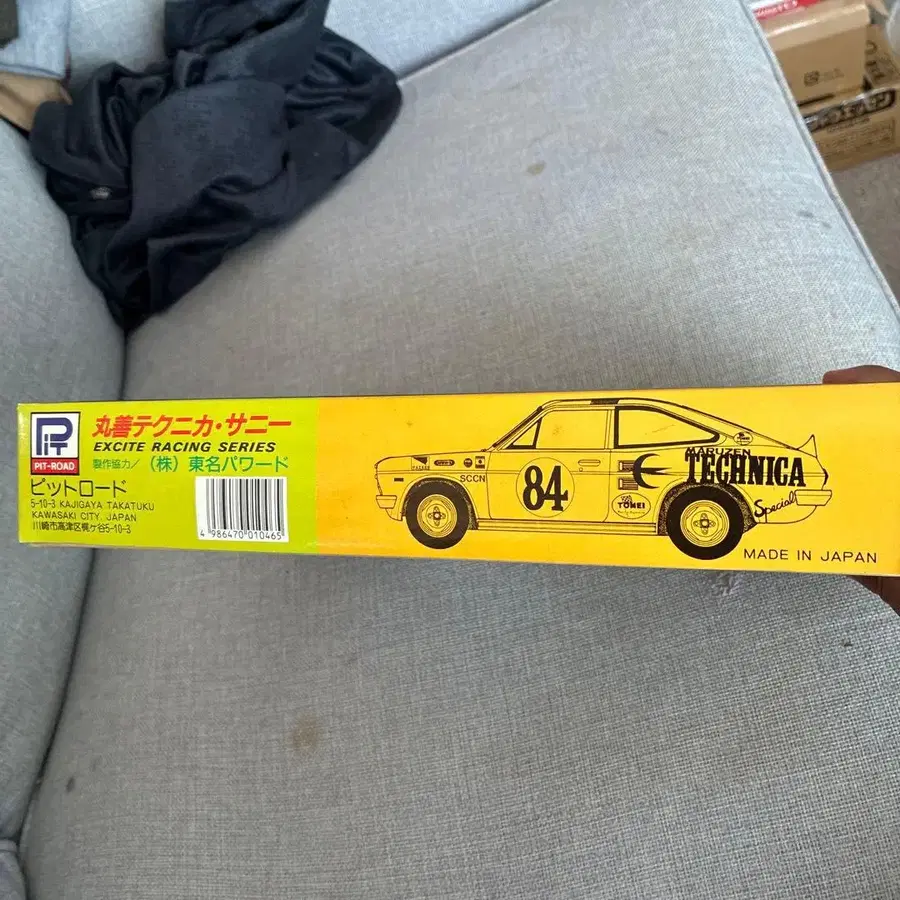 PiT
PIT-ROAD
丸善テクニカ・サニー
EXCITE RACING SERIES
製作協力/ (株) 東名パワード
ピットロード
5-10-3 KAJIGAYA TAKATUKU
KAWASAKI CITY, JAPAN
川崎市高津区梶ヶ谷5-10-3
4 986470 010465
SCCN
84
TOMEI
MARUZEN
TECHNICA
Special
MADE IN JAPAN